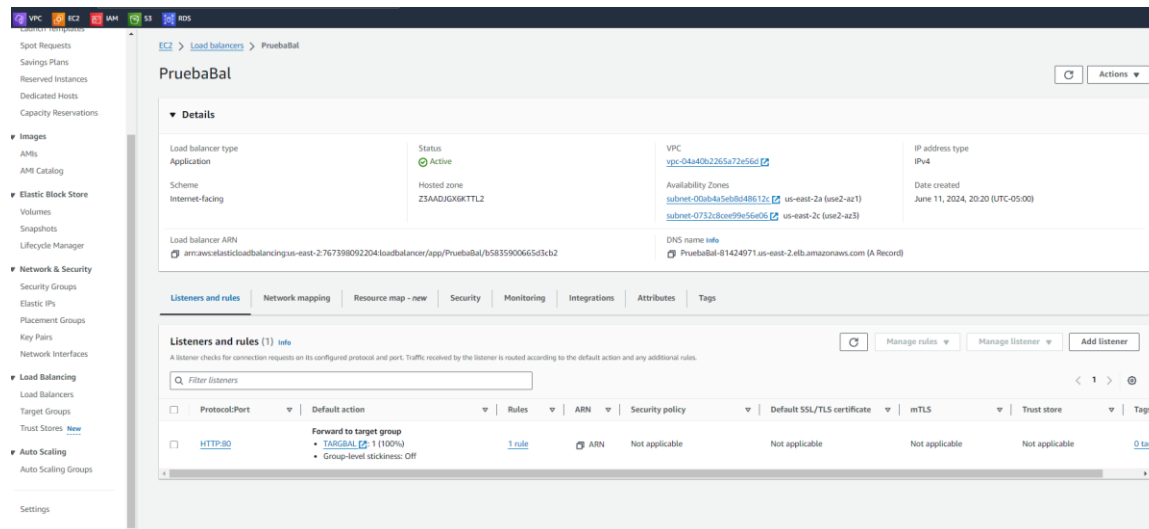 VPC EC2 IAM S3 RDS
Launch Templates
Spot Requests
Savings Plans
Reserved Instances
Dedicated Hosts
Capacity Reservations
Images
AMIs
AMI Catalog
Elastic Block Store
Volumes
Snapshots
Lifecycle Manager
Network & Security
Security Groups
Elastic IPs
Placement Groups
Key Pairs
Network Interfaces
Load Balancing
Load Balancers
Target Groups
Trust Stores New
Auto Scaling
Auto Scaling Groups
Settings
EC2 > Load balancers > PruebaBal
PruebaBal
Actions
Details
Load balancer type
Application
Status
Active
VPC
vpc-04a40b2265a72e56d
IP address type
IPv4
Scheme
Internet-facing
Hosted zone
Z3AADJGX6KTTL2
Availability Zones
subnet-00ab4a5eb8d48612c us-east-2a (use2-az1)
subnet-0732c8cee99e56e06 us-east-2c (use2-az3)
Date created
June 11, 2024, 20:20 (UTC-05:00)
Load balancer ARN
arn:aws:elasticloadbalancing:us-east-2:767398092204:loadbalancer/app/PruebaBal/b5835900665d3cb2
DNS name Info
PruebaBal-81424971.us-east-2.elb.amazonaws.com (A Record)
Listeners and rules Network mapping Resource map - new Security Monitoring Integrations Attributes Tags
Listeners and rules (1) Info
A listener checks for connection requests on its configured protocol and port. Traffic received by the listener is routed according to the default action and any additional rules.
Manage rules Manage listener Add listener
Filter listeners
1
Protocol:Port Default action Rules ARN Security policy Default SSL/TLS certificate mTLS Trust store Tags
HTTP:80
Forward to target group
• TARGBAL: 1 (100%)
• Group-level stickiness: Off
1 rule
ARN
Not applicable
Not applicable
Not applicable
Not applicable
0 ta